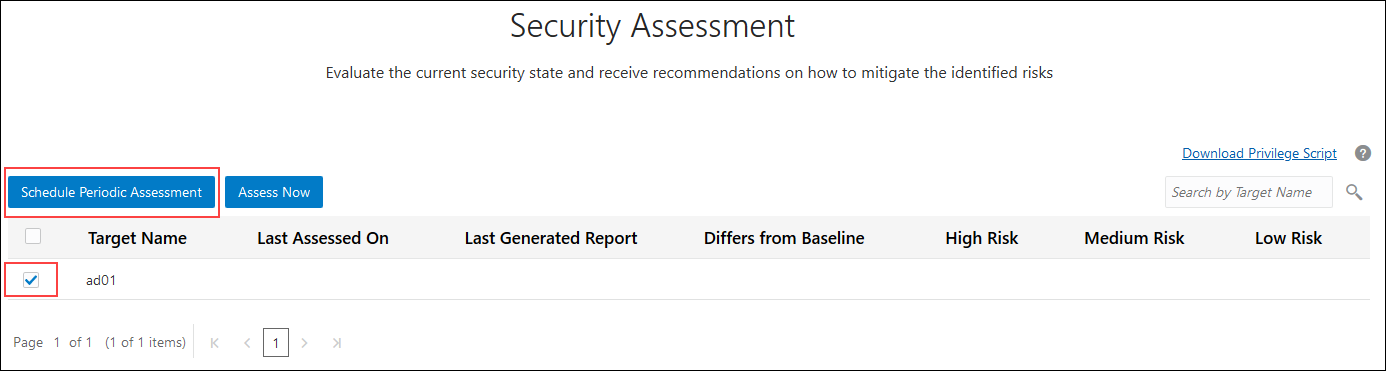 Security Assessment
Evaluate the current security state and receive recommendations on how to mitigate the identified risks
Download Privilege Script ?
Schedule Periodic Assessment Assess Now Search by Target Name
Target Name Last Assessed On Last Generated Report Differs from Baseline High Risk Medium Risk Low Risk
ad01
Page 1 of 1 (1 of 1 items) 1